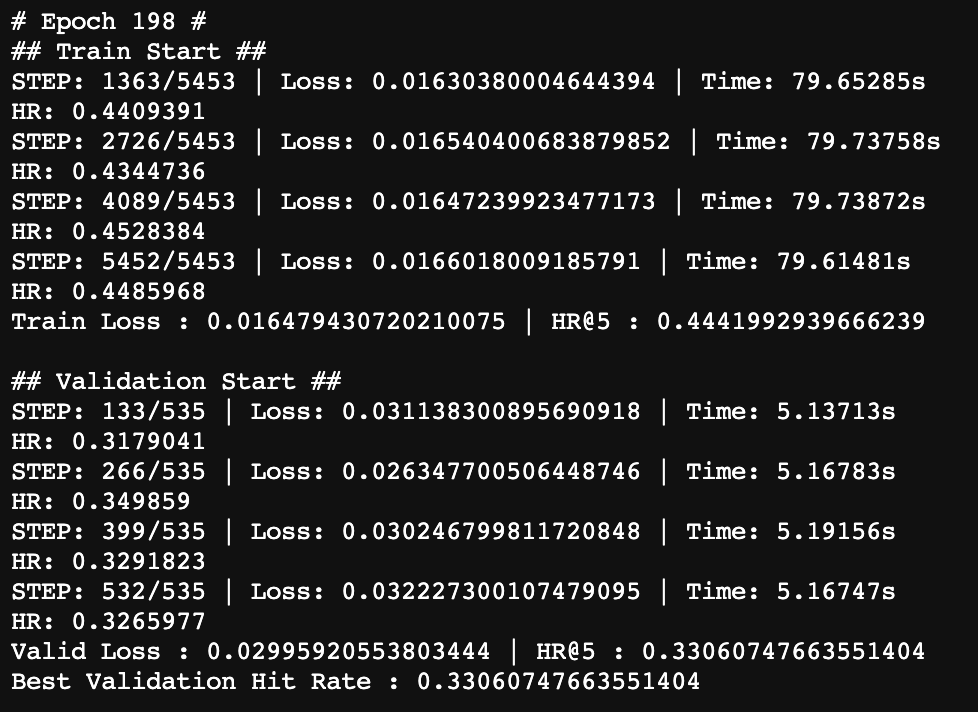 # Epoch 198 #
## Train Start ##
STEP: 1363/5453 | Loss: 0.01630380004644394 | Time: 79.65285s
HR: 0.4409391
STEP: 2726/5453 | Loss: 0.016540400683879852 | Time: 79.73758s
HR: 0.4344736
STEP: 4089/5453 | Loss: 0.01647239923477173 | Time: 79.73872s
HR: 0.4528384
STEP: 5452/5453 | Loss: 0.0166018009185791 | Time: 79.61481s
HR: 0.4485968
Train Loss : 0.016479430720210075 | HR@5 : 0.4441992939666239
## Validation Start ##
STEP: 133/535 | Loss: 0.031138300895690918 | Time: 5.13713s
HR: 0.3179041
STEP: 266/535 | Loss: 0.026347700506448746 | Time: 5.16783s
HR: 0.349859
STEP: 399/535 | Loss: 0.030246799811720848 | Time: 5.19156s
HR: 0.3291823
STEP: 532/535 | Loss: 0.032227300107479095 | Time: 5.16747s
HR: 0.3265977
Valid Loss : 0.02995920553803444 | HR@5 : 0.33060747663551404
Best Validation Hit Rate : 0.33060747663551404